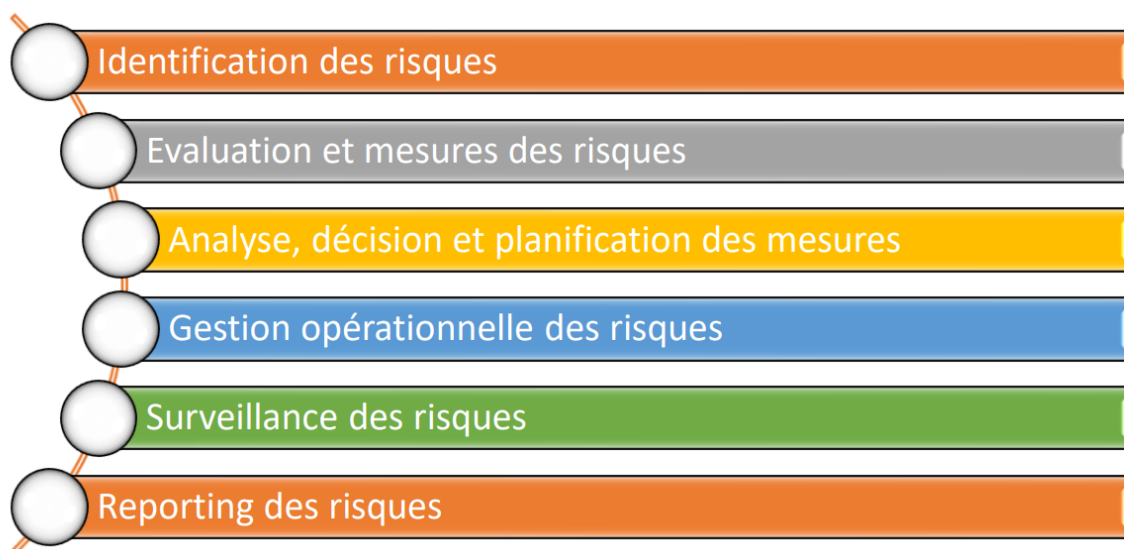 Identification des risques
Evaluation et mesures des risques
Analyse, décision et planification des mesures
Gestion opérationnelle des risques
Surveillance des risques
Reporting des risques